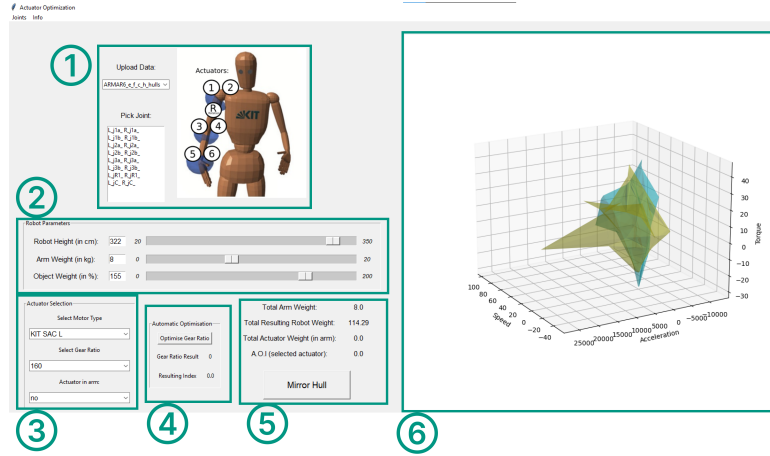 Actuator Optimization
Joints Info
1
Upload Data:
ARMAR6_e_f_c_h_hulls
Pick Joint:
L_j1a_ R_j1a_
L_j1b_ R_j1b_
L_j2a_ R_j2a_
L_j2b_ R_j2b_
L_j3a_ R_j3a_
L_j3b_ R_j3b_
L_jR1_ R_jR1_
L_jC_ R_jC_
Actuators:
1 2
R
3 4
5 6
KIT
2
Robot Parameters
Robot Height (in cm): 322 20 350
Arm Weight (in kg): 8 0 20
Object Weight (in %): 155 0 200
Actuator Selection
Select Motor Type
KIT SAC L
Select Gear Ratio
160
Actuator in arm:
no
3
Automatic Optimisation
Optimise Gear Ratio
Gear Ratio Result 0
Resulting Index 0.0
4
Total Arm Weight: 8.0
Total Resulting Robot Weight: 114.29
Total Actuator Weight (in arm): 0.0
A.O.I (selected actuator): 0.0
Mirror Hull
5
40
30
20
10
0
−10
−20
−30
Torque
100
80
60
40
20
0
−20
−40
Speed
25000 20000 15000 10000 5000 0 −5000 −10000
Acceleration
6